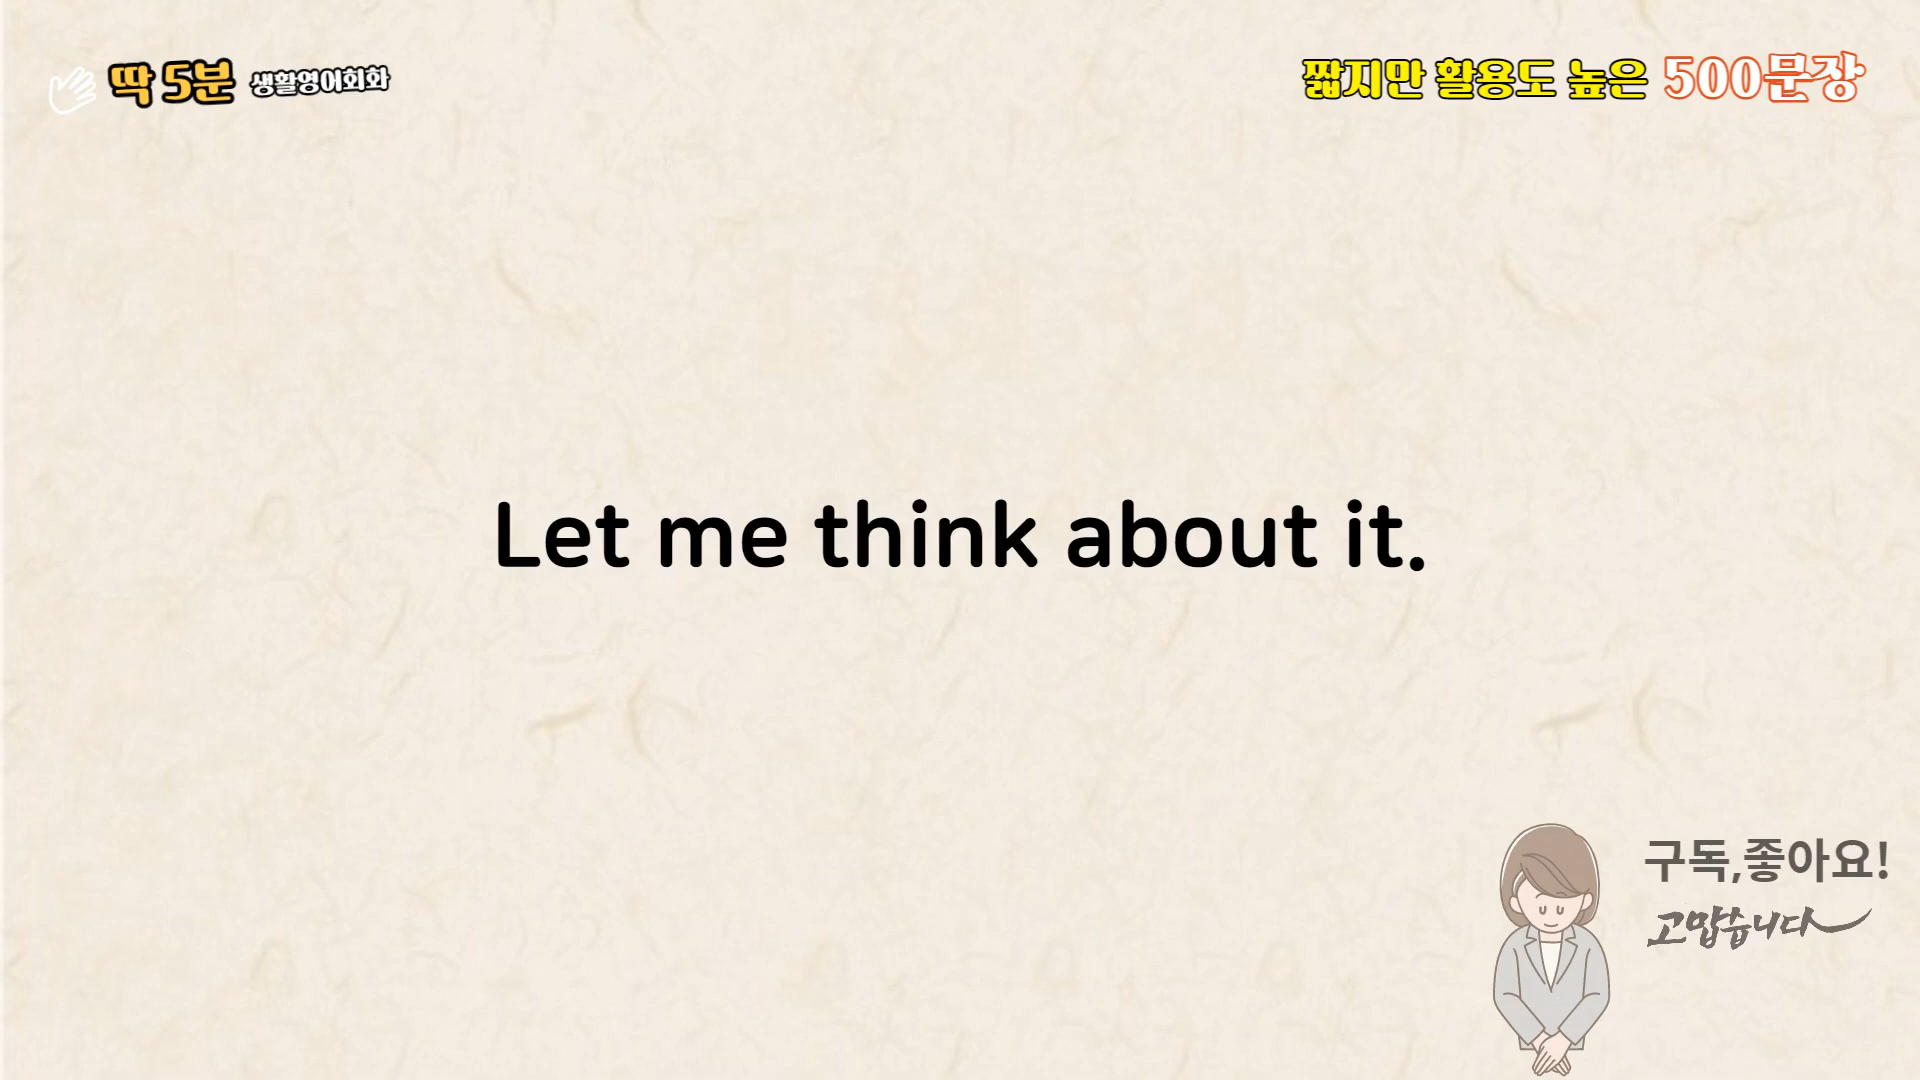 딱 5분 생활영어회화
짧지만 활용도 높은 500문장
Let me think about it.
구독,좋아요!
고맙습니다